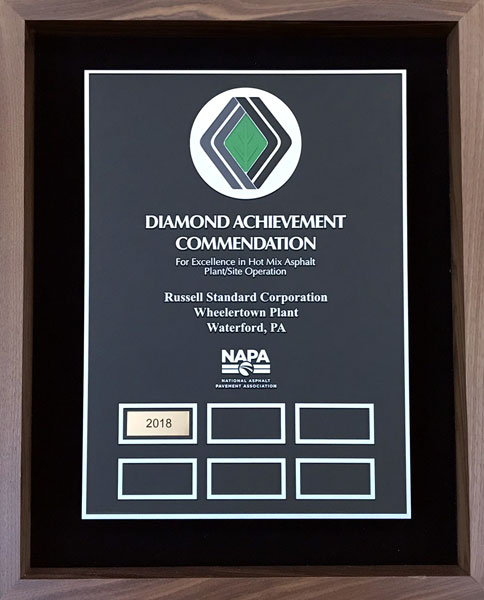 DIAMOND ACHIEVEMENT
COMMENDATION
For Excellence in Hot Mix Asphalt
Plant/Site Operation
Russell Standard Corporation
Wheelertown Plant
Waterford, PA
NAPA
NATIONAL ASPHALT
PAVEMENT ASSOCIATION
2018